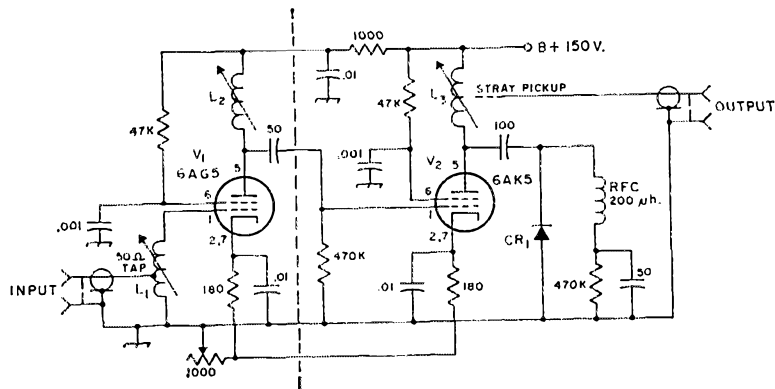 1000
B+ 150 V.
.01
L2
L3
STRAY PICKUP
OUTPUT
47K
47K
50
100
V1
6AG5
5
.001
V2
5
6AK5
RFC
200 µh.
6
1
6
1
.001
2,7
2,7
CR1
50Ω
TAP
470K
INPUT
L1
180
.01
.01
180
470K
50
1000